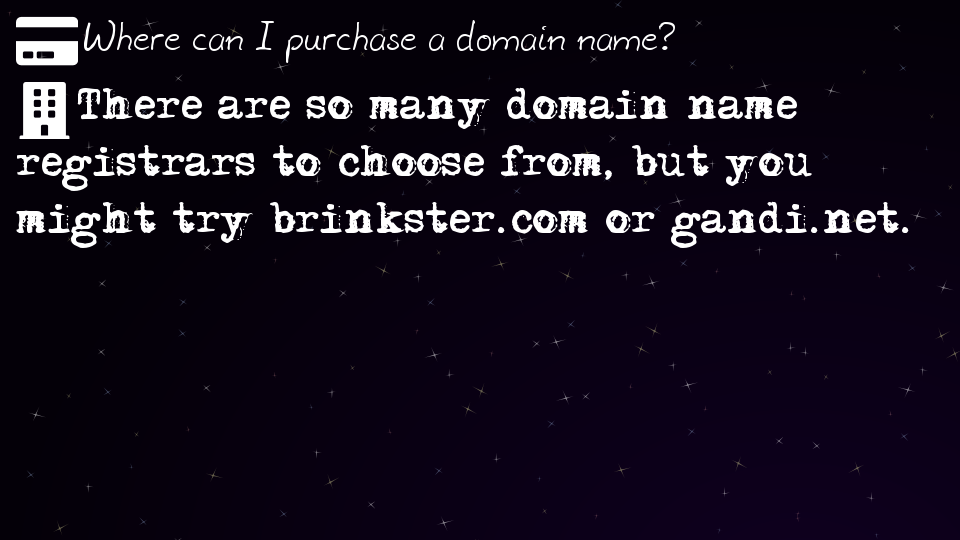 Where can I purchase a domain name?
There are so many domain name
registrars to choose from, but you
might try brinkster.com or gandi.net.